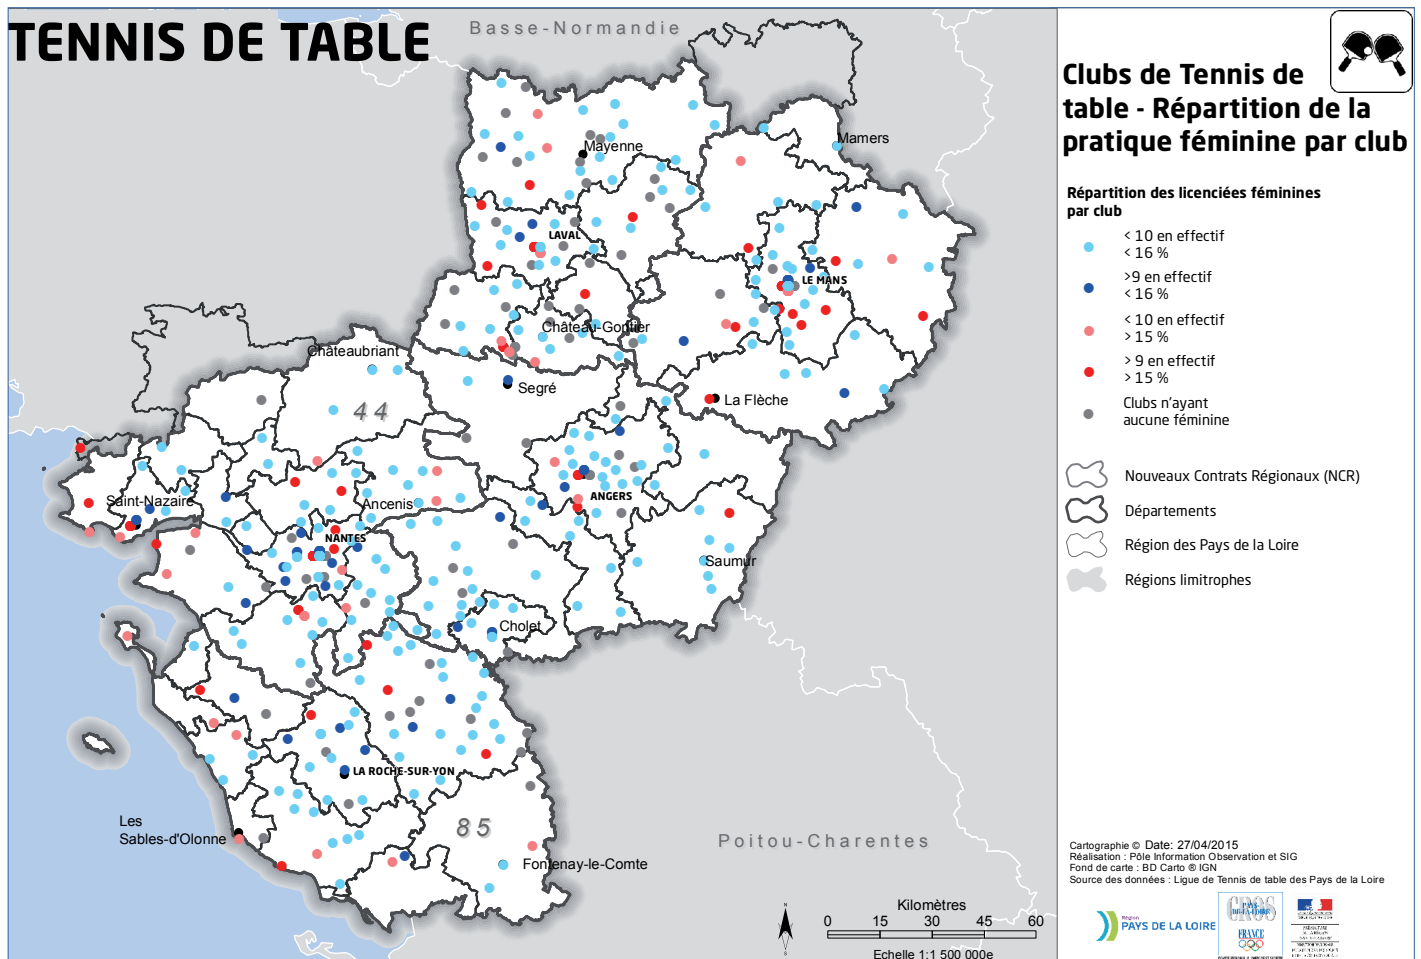 TENNIS DE TABLE
Basse-Normandie
Clubs de Tennis de
table - Répartition de la
pratique féminine par club
Répartition des licenciées féminines
par club
< 10 en effectif
< 16 %
>9 en effectif
< 16 %
< 10 en effectif
> 15 %
> 9 en effectif
> 15 %
Clubs n'ayant
aucune féminine
Nouveaux Contrats Régionaux (NCR)
Départements
Région des Pays de la Loire
Régions limitrophes
Mamers
Mayenne
LAVAL
LE MANS
Château-Gontier
Châteaubriant
Segré
La Flèche
44
Saint-Nazaire
Ancenis
ANGERS
NANTES
Saumur
Cholet
LA ROCHE-SUR-YON
85
Les
Sables-d'Olonne
Fontenay-le-Comte
Poitou-Charentes
Kilomètres
0 15 30 45 60
Echelle 1:1 500 000e
N
S
Cartographie © Date: 27/04/2015
Réalisation : Pôle Information Observation et SIG
Fond de carte : BD Carto ® IGN
Source des données : Ligue de Tennis de table des Pays de la Loire
Région
PAYS DE LA LOIRE
PAYS-
DE-LA-LOIRE
CROS
FRANCE